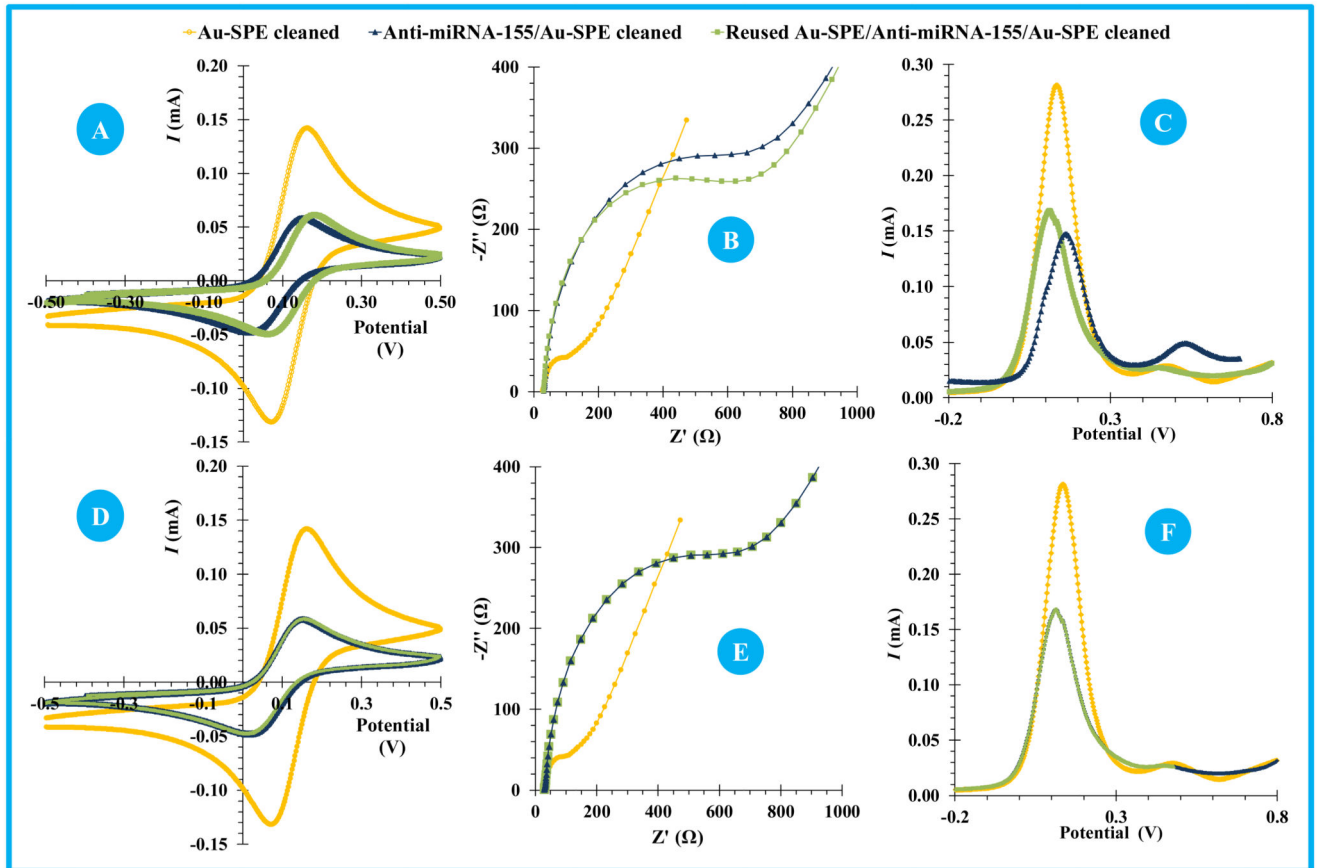 Au-SPE cleaned Anti-miRNA-155/Au-SPE cleaned Reused Au-SPE/Anti-miRNA-155/Au-SPE cleaned
A
I (mA)
0.20
0.15
0.10
0.05
0.00
-0.05
-0.10
-0.15
-0.50 -0.30 -0.10 0.10 0.30 0.50
Potential
(V)
B
-Z'' (Ω)
400
300
200
100
0
0 200 400 600 800 1000
Z' (Ω)
C
I (mA)
0.30
0.25
0.20
0.15
0.10
0.05
0.00
-0.2 0.3 0.8
Potential (V)
D
I (mA)
0.20
0.15
0.10
0.05
0.00
-0.05
-0.10
-0.15
-0.5 -0.3 -0.1 0.1 0.3 0.5
Potential
(V)
E
-Z'' (Ω)
400
300
200
100
0
0 200 400 600 800 1000
Z' (Ω)
F
I (mA)
0.30
0.25
0.20
0.15
0.10
0.05
0.00
-0.2 0.3 0.8
Potential (V)